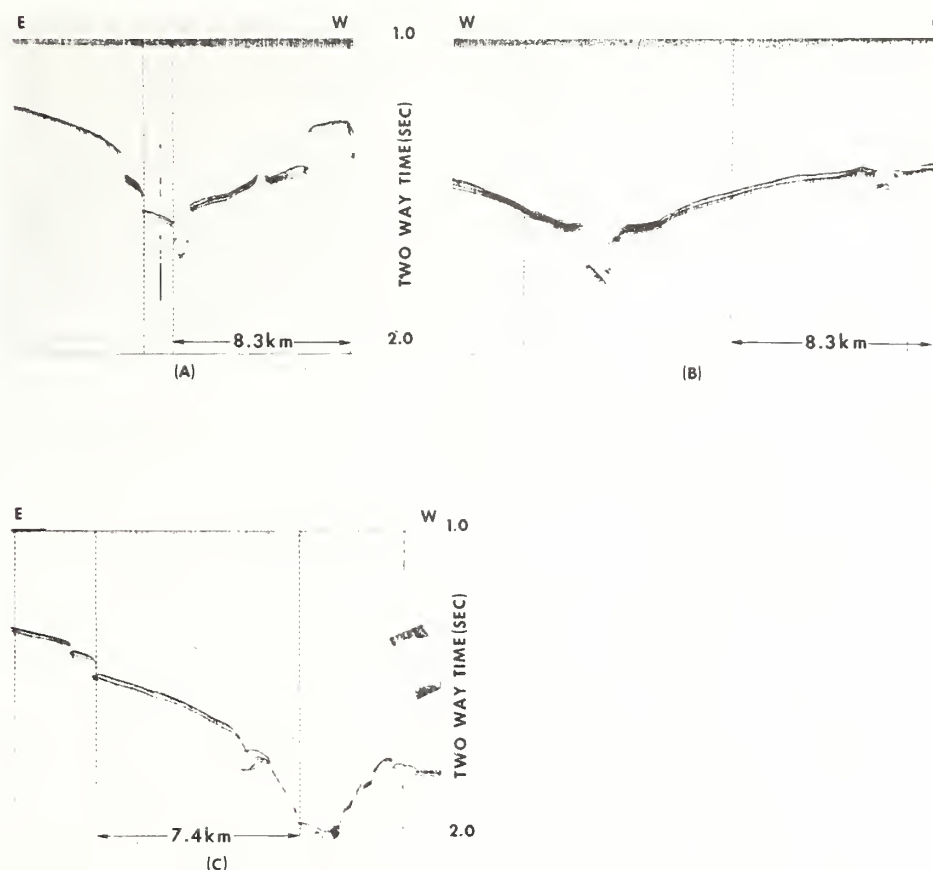 E W 1.0 W
TWO WAY TIME(SEC)
8.3km 2.0 8.3km
(A) (B)
E W 1.0
TWO WAY TIME(SEC)
7.4km 2.0
(C)